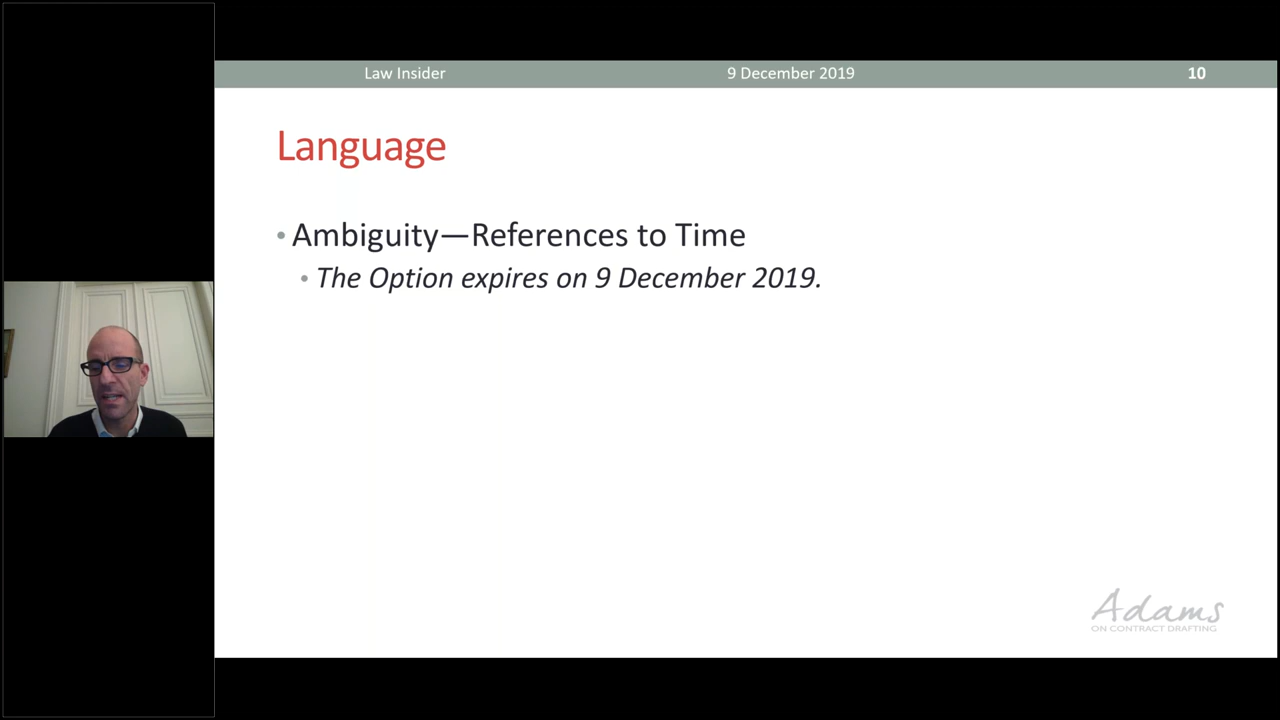 Law Insider 9 December 2019 10
Language
• Ambiguity—References to Time
• The Option expires on 9 December 2019.
Adams
ON CONTRACT DRAFTING